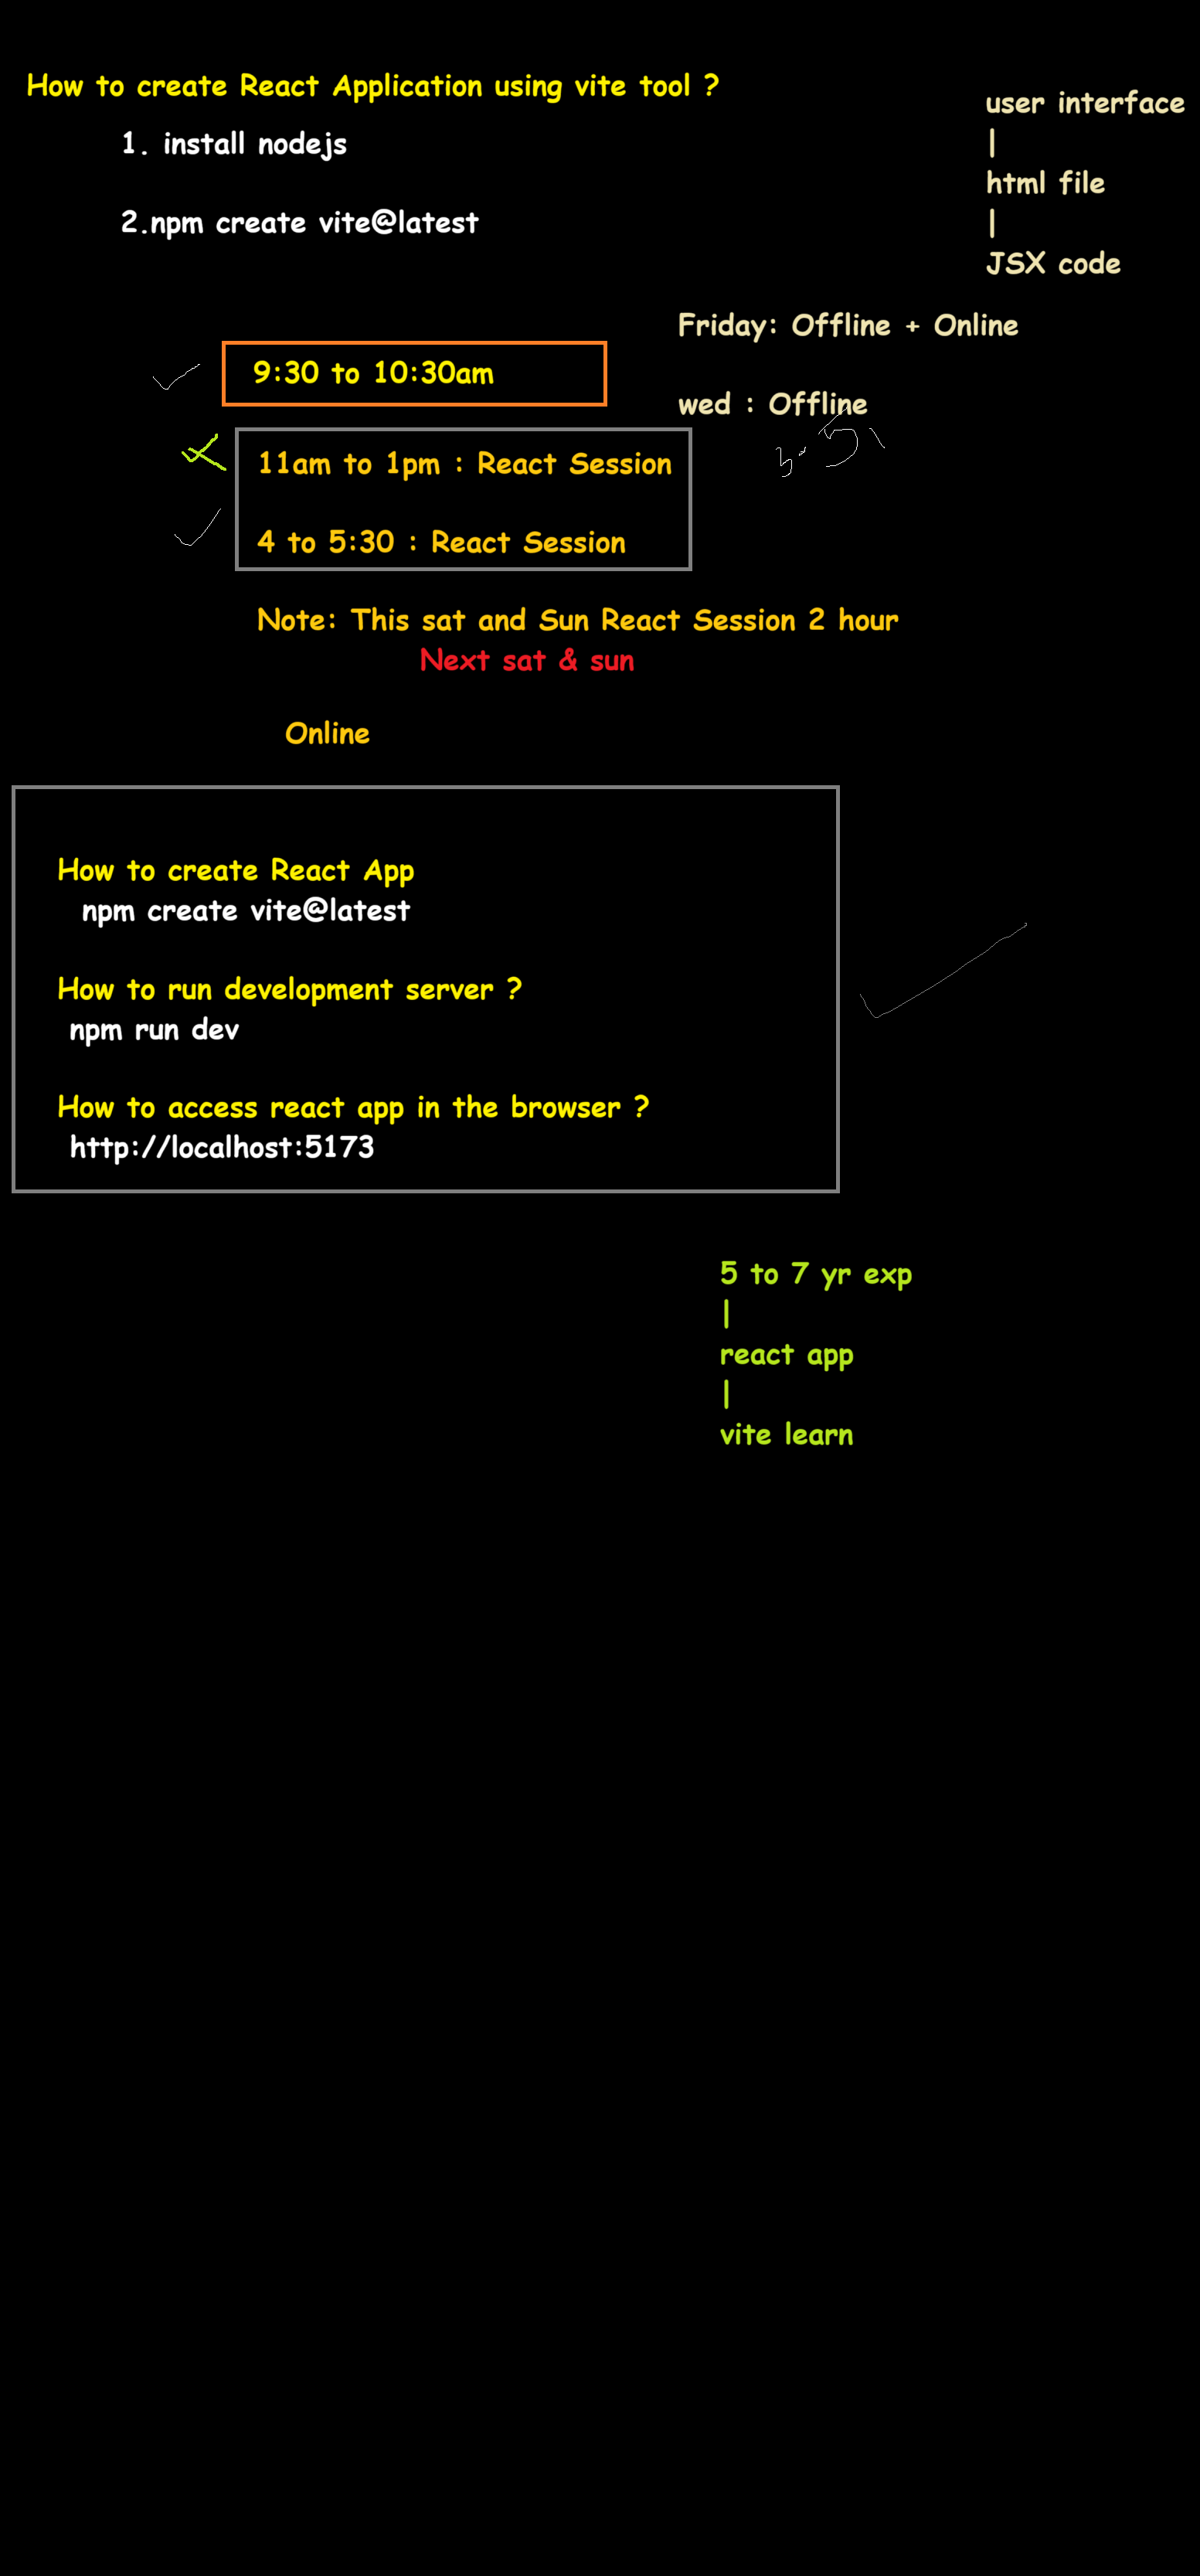 How to create React Application using vite tool ?
1. install nodejs
2.npm create vite@latest
user interface
|
html file
|
JSX code
Friday: Offline + Online
wed : Offline
9:30 to 10:30am
11am to 1pm : React Session
4 to 5:30 : React Session
Note: This sat and Sun React Session 2 hour
Next sat & sun
Online
How to create React App
npm create vite@latest
How to run development server ?
npm run dev
How to access react app in the browser ?
http://localhost:5173
5 to 7 yr exp
|
react app
|
vite learn